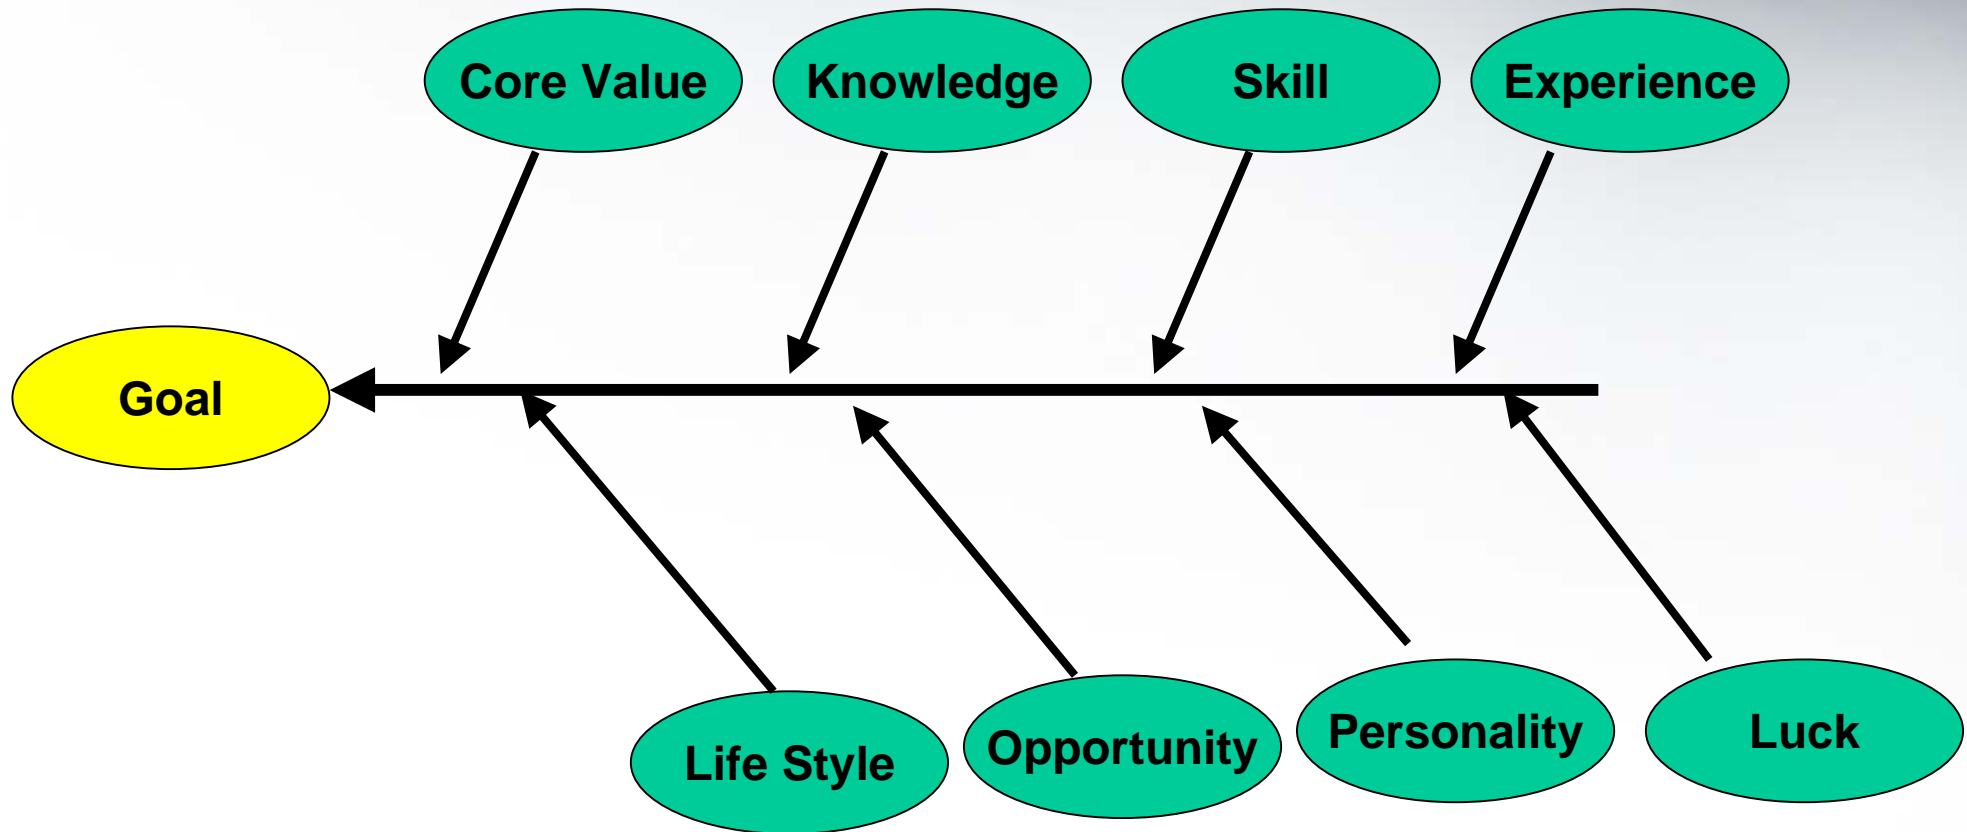 Core Value
Knowledge
Skill
Experience
Goal
Life Style
Opportunity
Personality
Luck